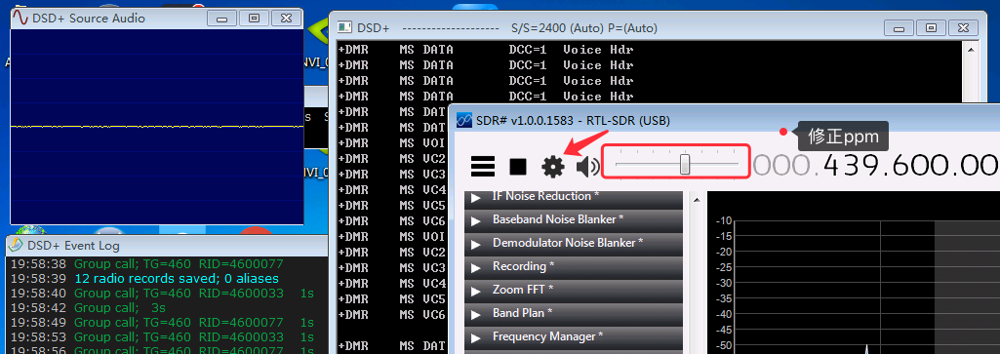 DSD+ Source Audio
DSD+ -------------------- S/S=2400 (Auto) P=(Auto)
+DMR MS DATA DCC=1 Voice Hdr
+DMR MS DATA DCC=1 Voice Hdr
+DMR MS DATA DCC=1 Voice Hdr
+DMR MS DATA DCC=1 Voice Hdr
+DMR MS DAT
+DMR MS DAT
+DMR MS VOI
+DMR MS VC2
+DMR MS VC3
+DMR MS VC4
+DMR MS VC5
+DMR MS VC6
+DMR MS VOI
+DMR MS VC2
+DMR MS VC3
+DMR MS VC4
+DMR MS VC5
+DMR MS VC6
+DMR MS DAT
NVI_0
NVI_0
SDR# v1.0.0.1583 - RTL-SDR (USB)
修正ppm
000.439.600.00
IF Noise Reduction *
Baseband Noise Blanker *
Demodulator Noise Blanker *
Recording *
Zoom FFT *
Band Plan *
Frequency Manager *
-10
-15
-20
-25
-30
-35
-40
-45
-50
DSD+ Event Log
19:58:38 Group call; TG=460 RID=4600077
19:58:39 12 radio records saved; 0 aliases
19:58:40 Group call; TG=460 RID=4600033 1s
19:58:42 Group call; 3s
19:58:49 Group call; TG=460 RID=4600077 1s
19:58:53 Group call; TG=460 RID=4600033 1s
19:58:56 Group call; TG=460 RID=4600077 1s